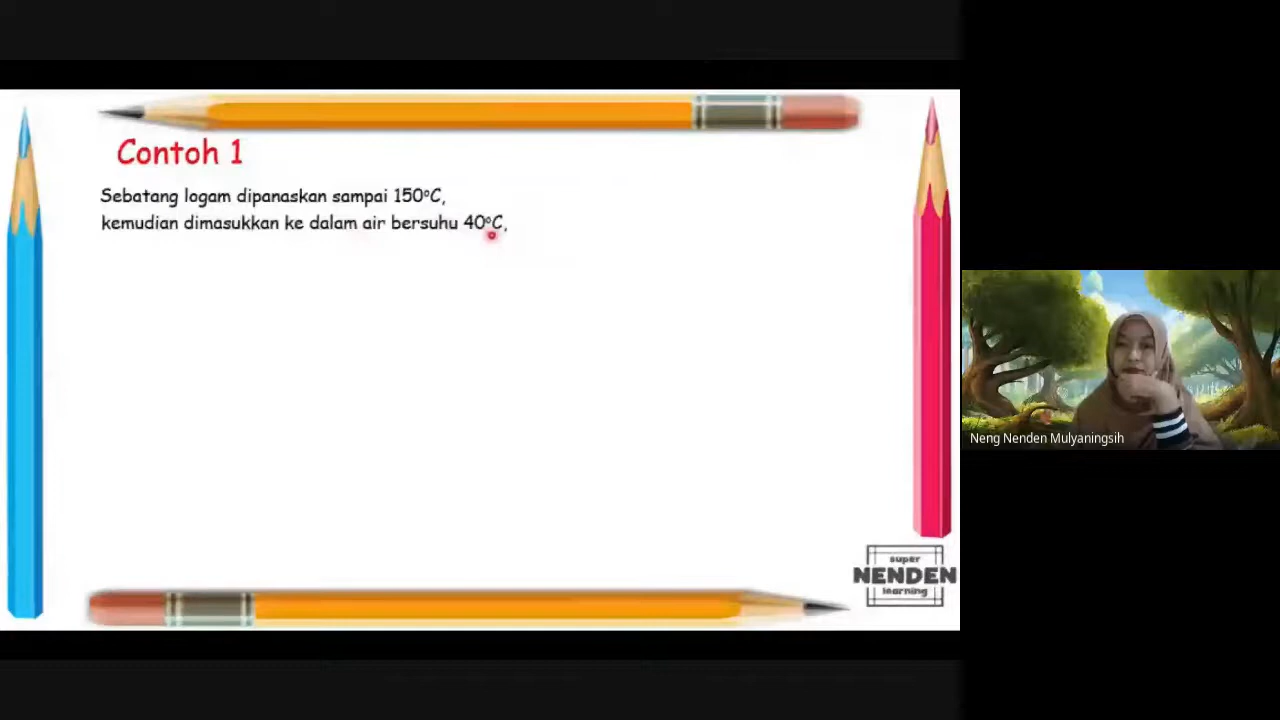 Contoh 1
Sebatang logam dipanaskan sampai 150°C,
kemudian dimasukkan ke dalam air bersuhu 40°C,
Neng Nenden Mulyaningsih
super
NENDEN
learning